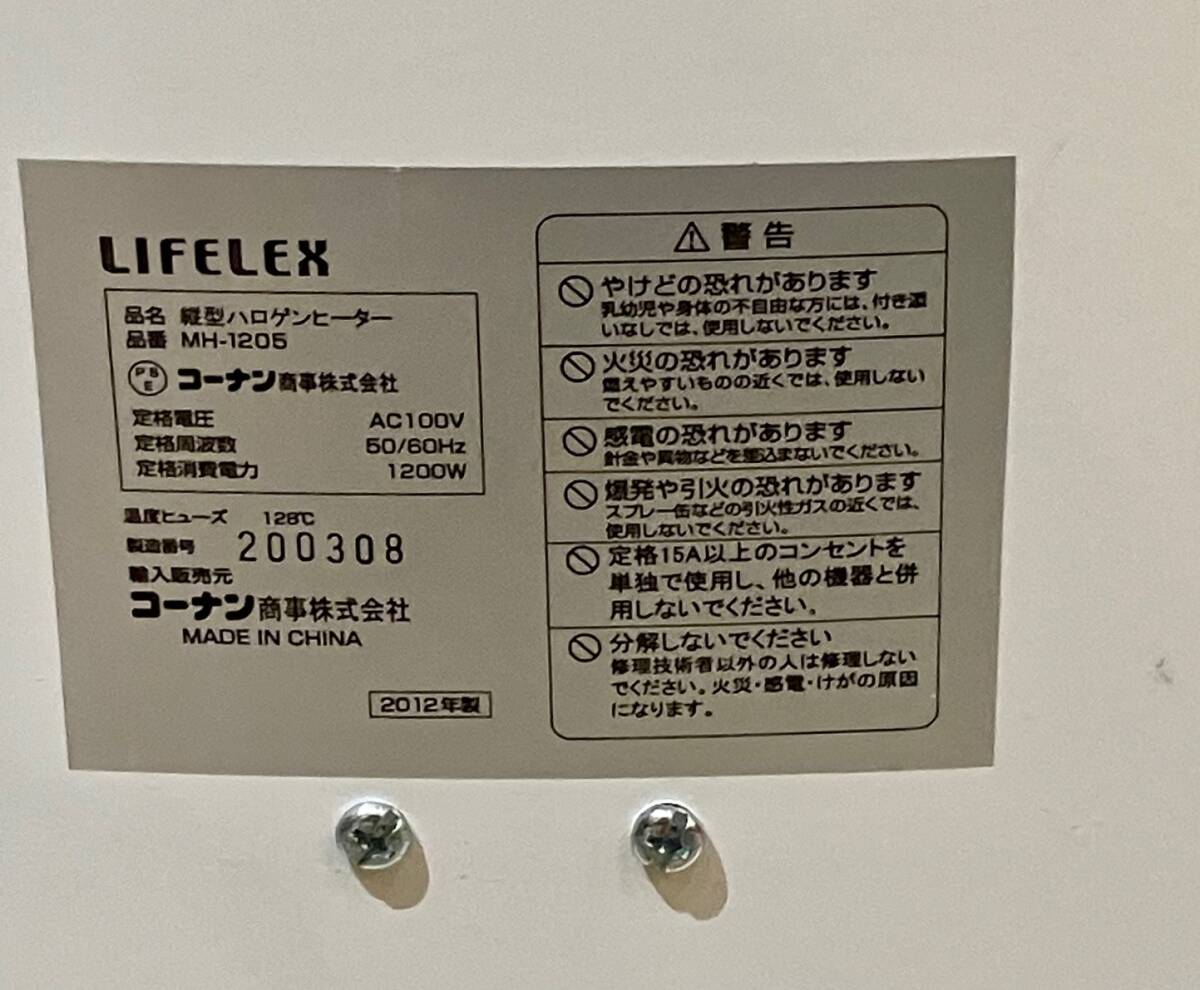 LIFELEX
品名 縦型ハロゲンヒーター
品番 MH-1205
PS
E
コーナン商事株式会社
定格電圧 AC100V
定格周波数 50/60Hz
定格消費電力 1200W
温度ヒューズ 128℃
製造番号 200308
輸入販売元
コーナン商事株式会社
MADE IN CHINA
2012年製
警告
やけどの恐れがあります
乳幼児や身体の不自由な方には、付き添
いなしでは、使用しないでください。
火災の恐れがあります
燃えやすいものの近くでは、使用しない
でください。
感電の恐れがあります
針金や異物などを差込まないでください。
爆発や引火の恐れがあります
スプレー缶などの引火性ガスの近くでは、
使用しないでください。
定格15A以上のコンセントを
単独で使用し、他の機器と併
用しないでください。
分解しないでください
修理技術者以外の人は修理しない
でください。火災・感電・けがの原因
になります。